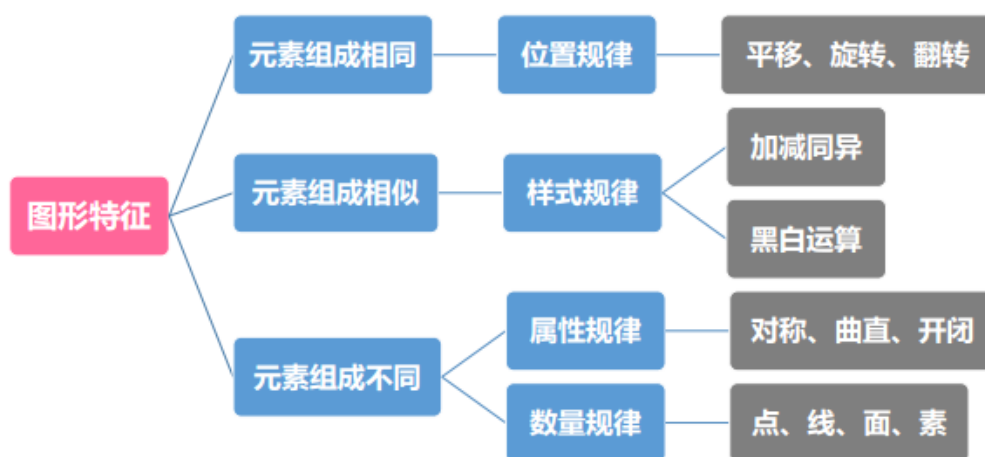 图形特征
元素组成相同
位置规律
平移、旋转、翻转
元素组成相似
样式规律
加减同异
黑白运算
元素组成不同
属性规律
对称、曲直、开闭
数量规律
点、线、面、素